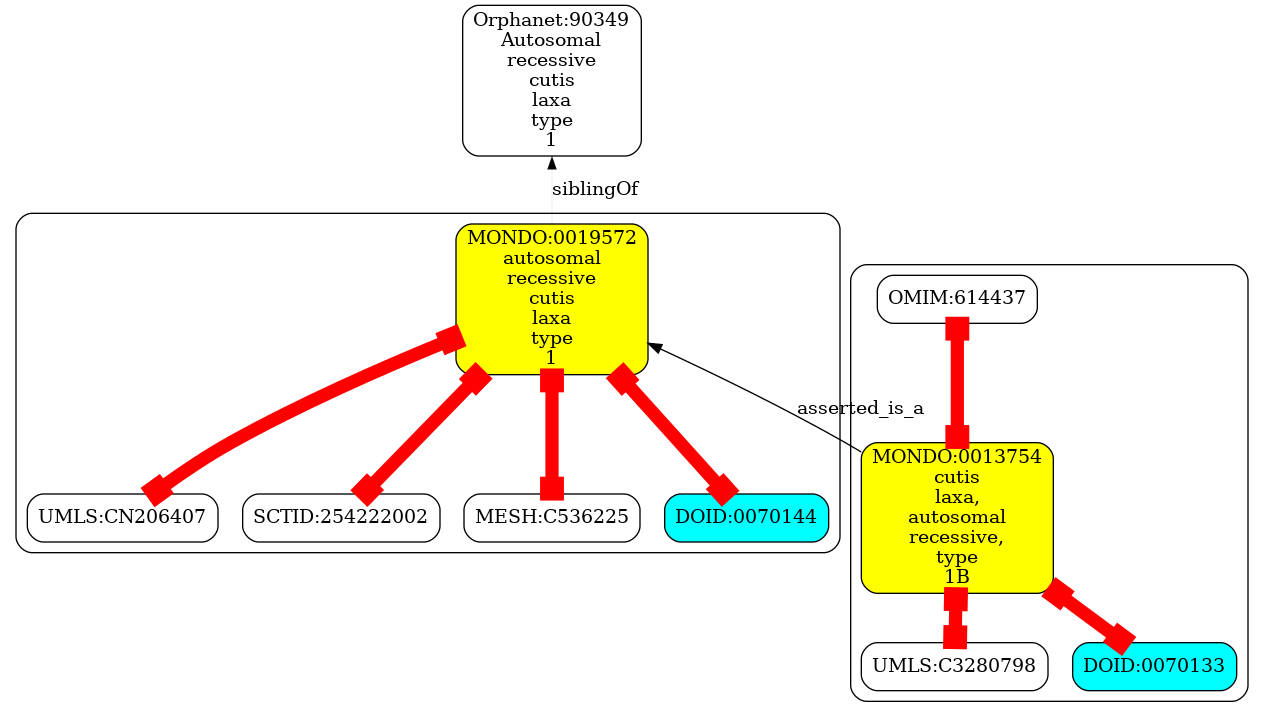 Orphanet:90349
Autosomal
recessive
cutis
laxa
type
1
siblingOf
MONDO:0019572
autosomal
recessive
cutis
laxa
type
1
UMLS:CN206407
SCTID:254222002
MESH:C536225
DOID:0070144
asserted_is_a
OMIM:614437
MONDO:0013754
cutis
laxa,
autosomal
recessive,
type
1B
UMLS:C3280798
DOID:0070133